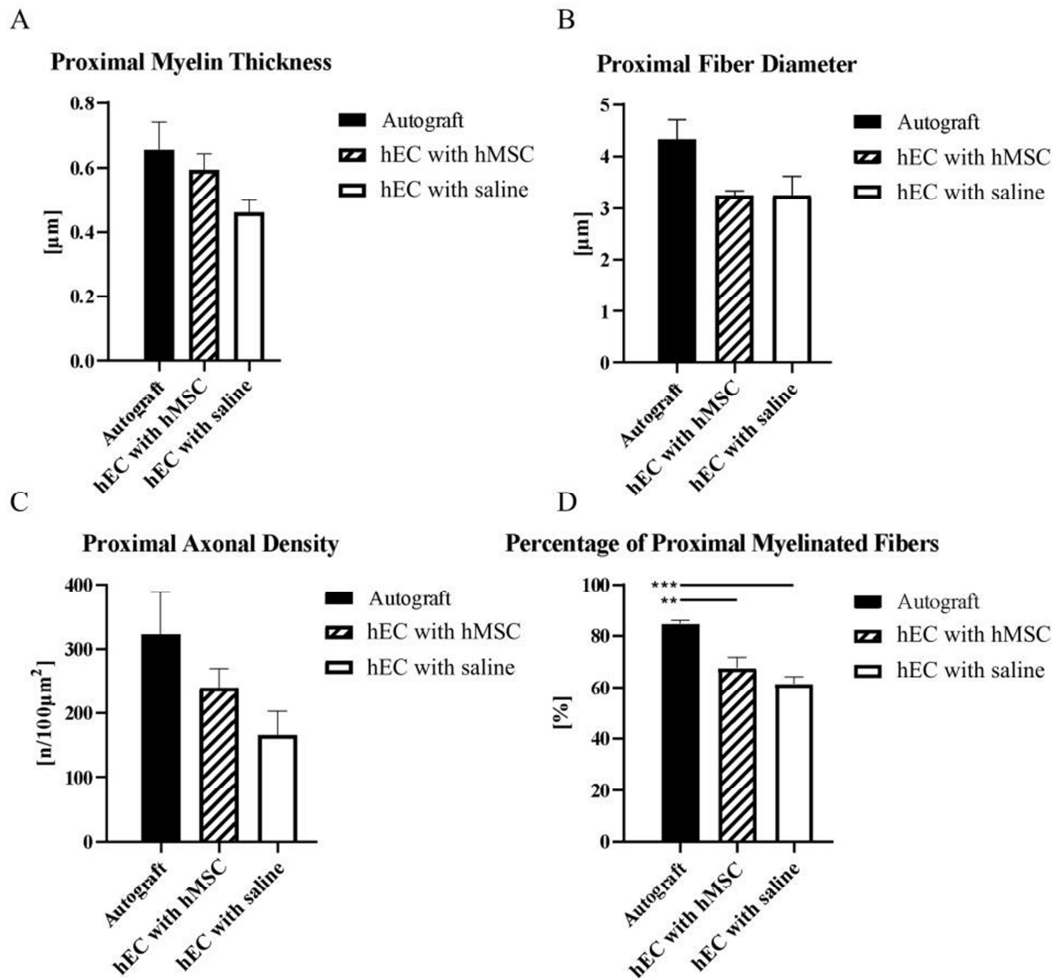 A
Proximal Myelin Thickness
[µm]
0.8
0.6
0.4
0.2
0.0
Autograft
hEC with hMSC
hEC with saline
Autograft
hEC with hMSC
hEC with saline
B
Proximal Fiber Diameter
[µm]
5
4
3
2
1
0
Autograft
hEC with hMSC
hEC with saline
Autograft
hEC with hMSC
hEC with saline
C
Proximal Axonal Density
[n/100µm²]
400
300
200
100
0
Autograft
hEC with hMSC
hEC with saline
Autograft
hEC with hMSC
hEC with saline
D
Percentage of Proximal Myelinated Fibers
[%]
100
80
60
40
20
0
***
**
Autograft
hEC with hMSC
hEC with saline
Autograft
hEC with hMSC
hEC with saline